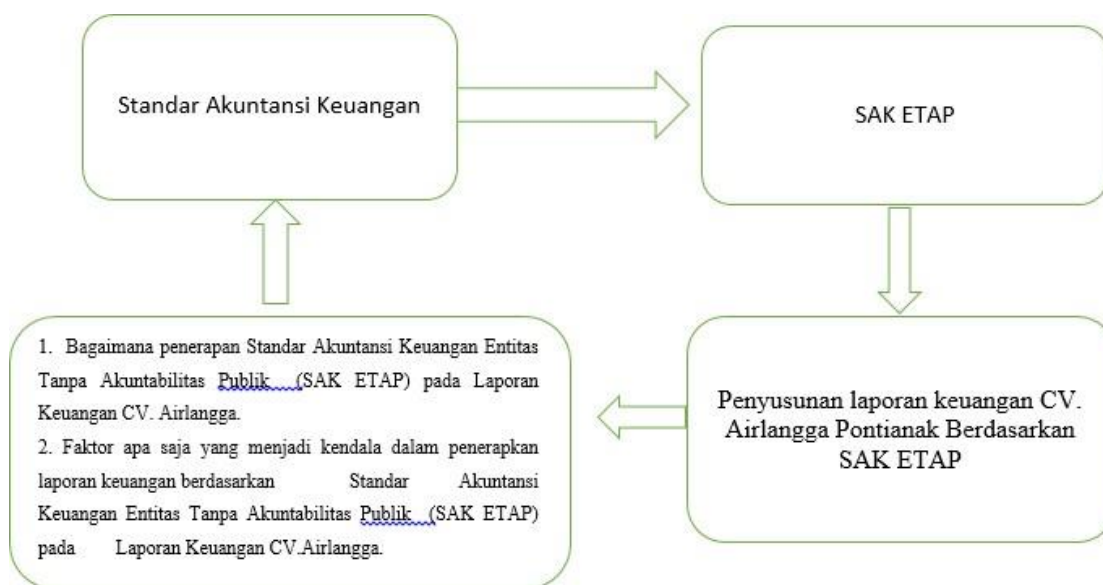 Standar Akuntansi Keuangan
SAK ETAP
1. Bagaimana penerapan Standar Akuntansi Keuangan Entitas
Tanpa Akuntabilitas Publik (SAK ETAP) pada Laporan
Keuangan CV. Airlangga.
2. Faktor apa saja yang menjadi kendala dalam penerapkan
laporan keuangan berdasarkan Standar Akuntansi
Keuangan Entitas Tanpa Akuntabilitas Publik (SAK ETAP)
pada Laporan Keuangan CV.Airlangga.
Penyusunan laporan keuangan CV.
Airlangga Pontianak Berdasarkan
SAK ETAP